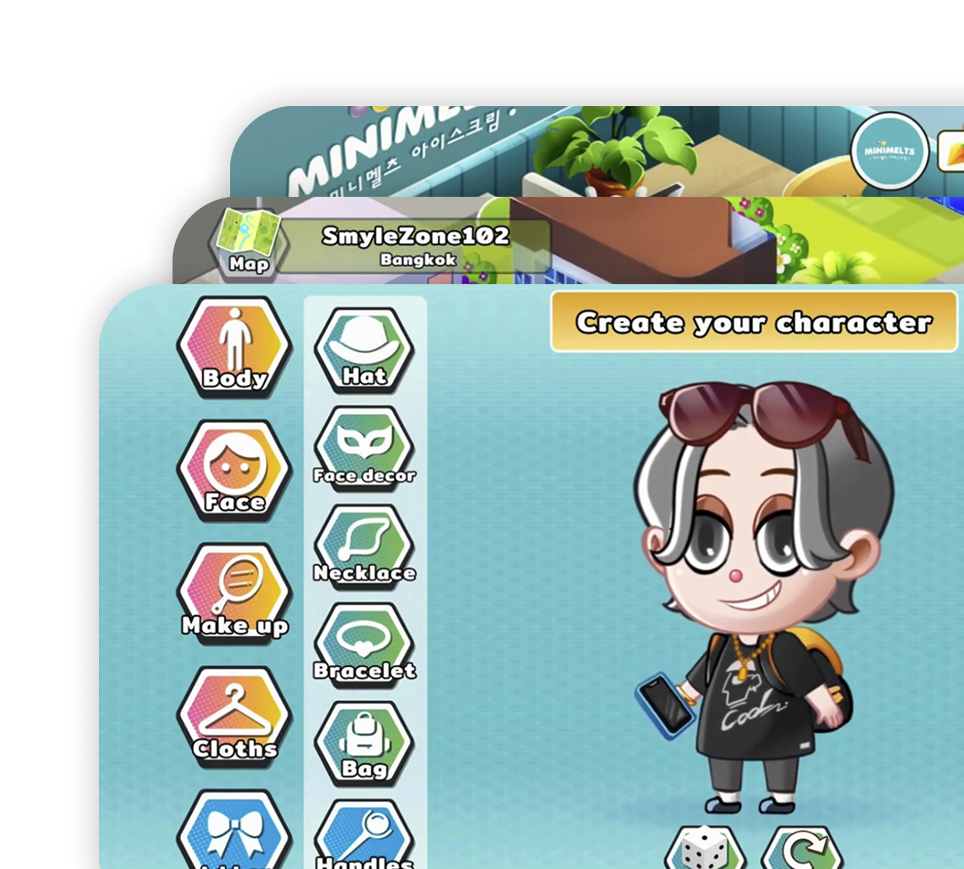 MINIMELTS
미니멜츠 아이스크림
MINIMELTS
Map
SmyleZone102
Bangkok
Create your character
Body
Hat
Face decor
Face
Necklace
Make up
Bracelet
Cloths
Bag
Handles
Cool